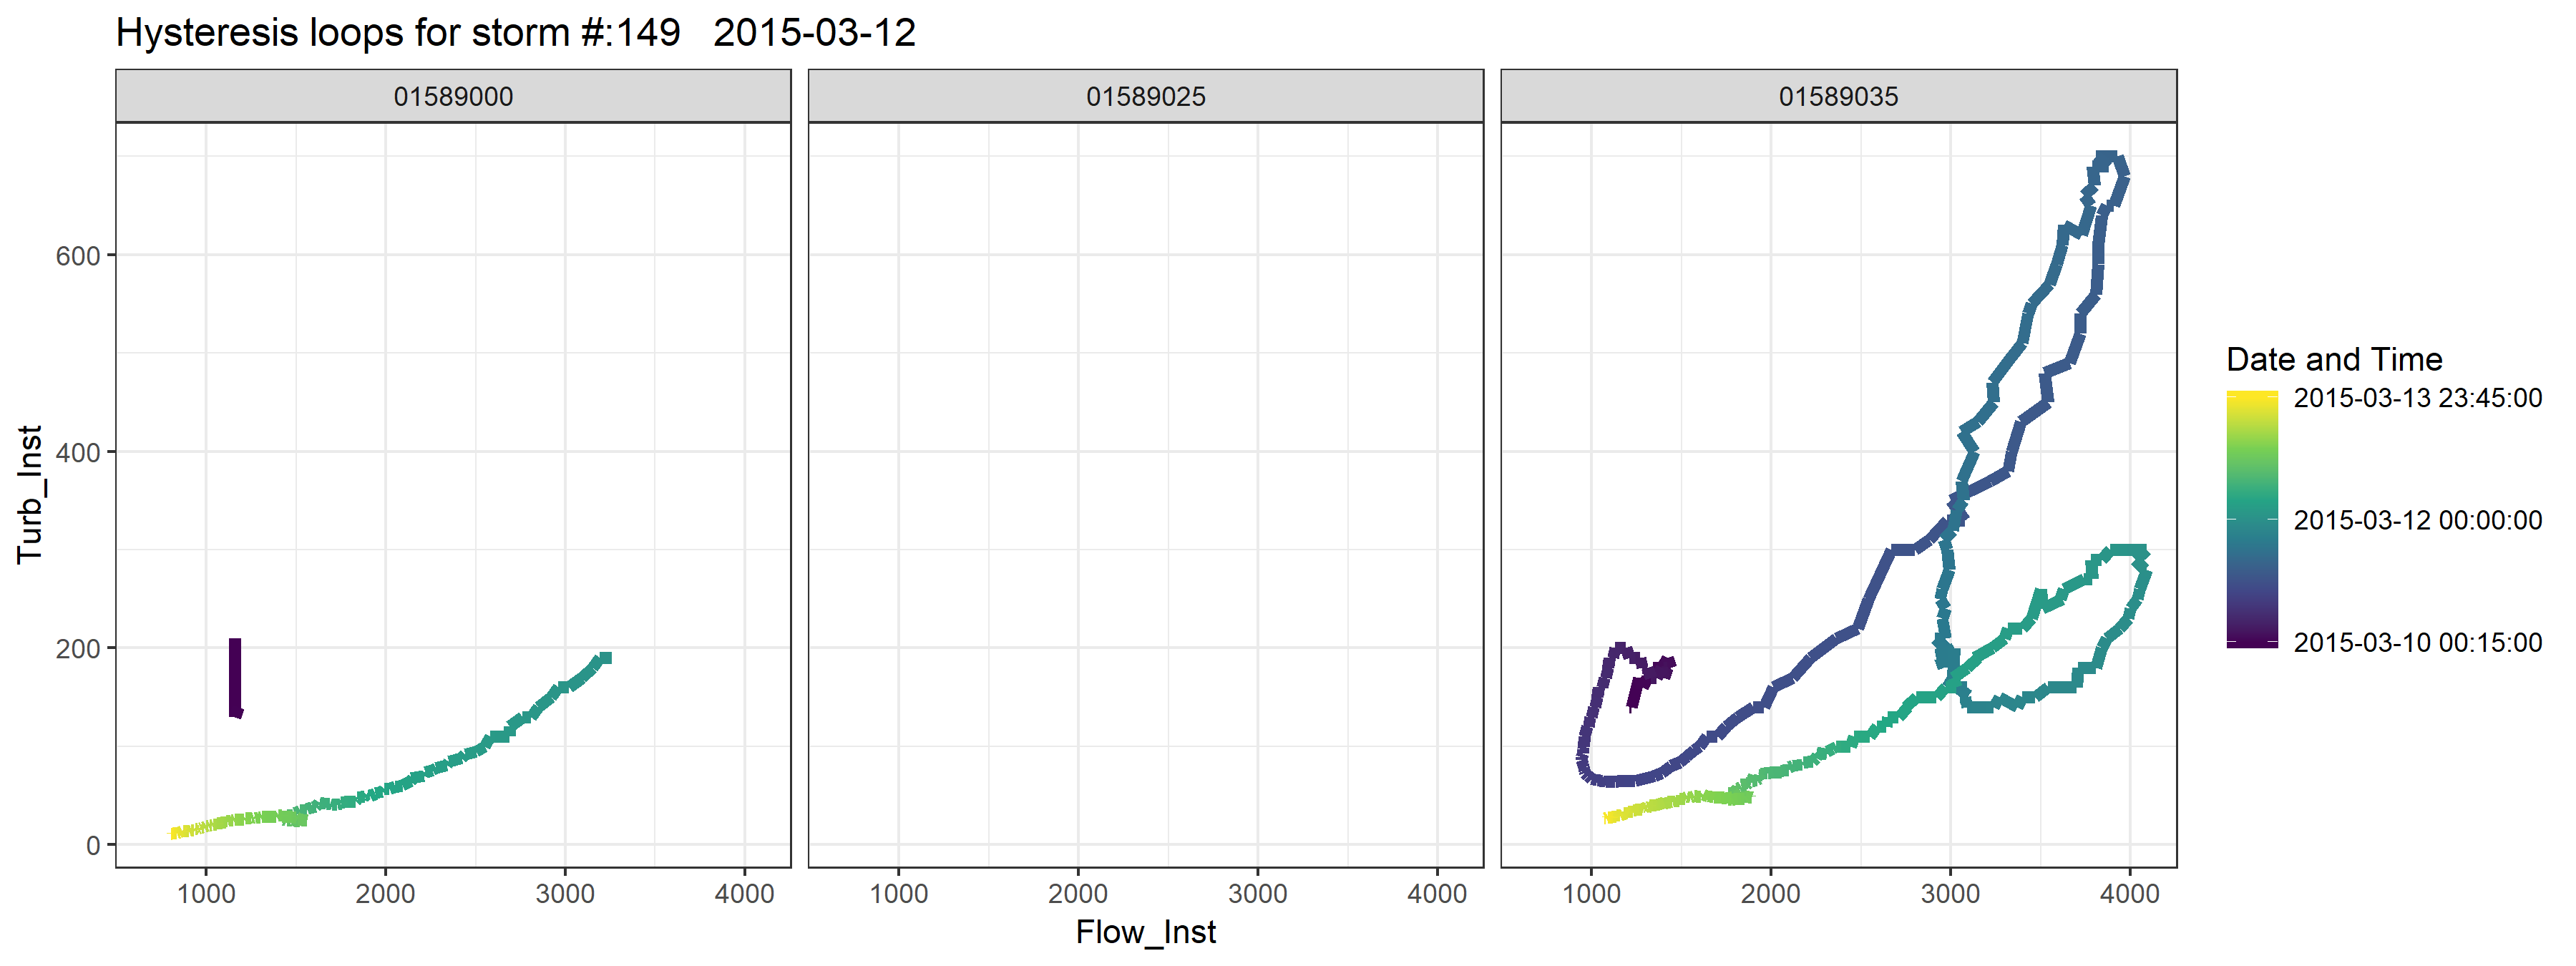 Hysteresis loops for storm #:149   2015-03-12
01589000
01589025
01589035
Turb_Inst
600
400
200
0
1000 2000 3000 4000
1000 2000 3000 4000
1000 2000 3000 4000
Flow_Inst
Date and Time
2015-03-13 23:45:00
2015-03-12 00:00:00
2015-03-10 00:15:00